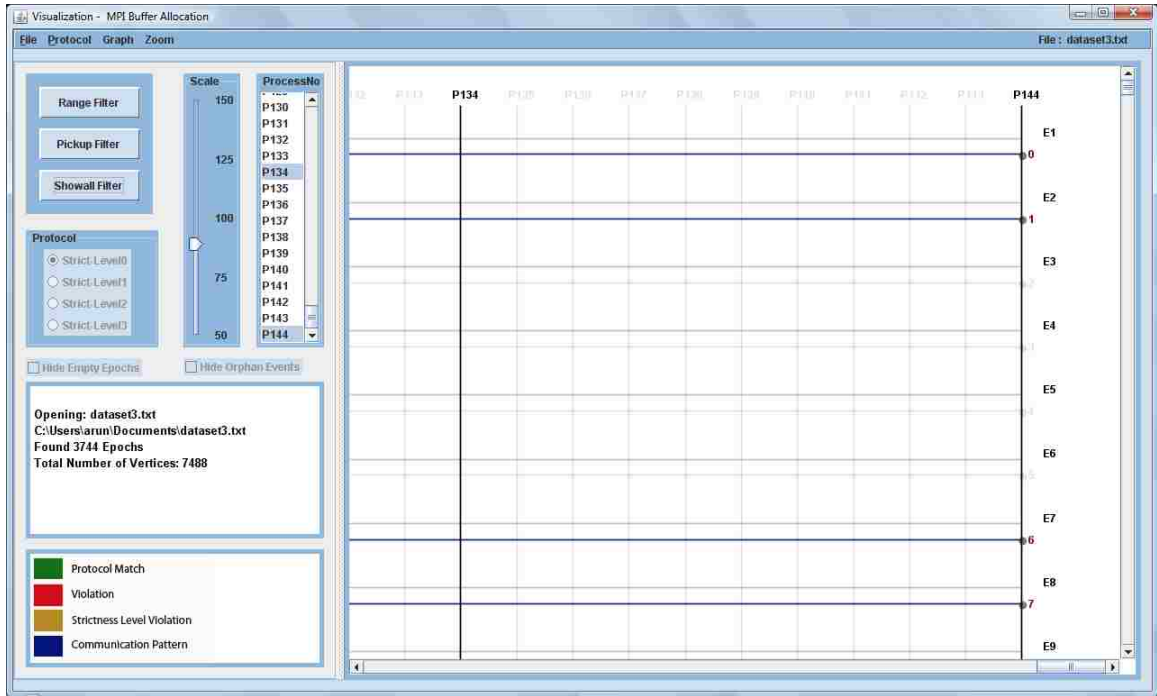 Visualization - MPI Buffer Allocation
File Protocol Graph Zoom
File : dataset3.txt
Range Filter
Pickup Filter
Showall Filter
Protocol
Strict-Level0
Strict-Level1
Strict-Level2
Strict-Level3
Scale
150
125
100
75
50
ProcessNo
P130
P131
P132
P133
P134
P135
P136
P137
P138
P139
P140
P141
P142
P143
P144
Hide Empty Epochs
Hide Orphan Events
Opening: dataset3.txt
C:\Users\arun\Documents\dataset3.txt
Found 3744 Epochs
Total Number of Vertices: 7488
Protocol Match
Violation
Strictness Level Violation
Communication Pattern
P134
P144
E1
0
E2
1
E3
E4
E5
E6
E7
6
E8
7
E9